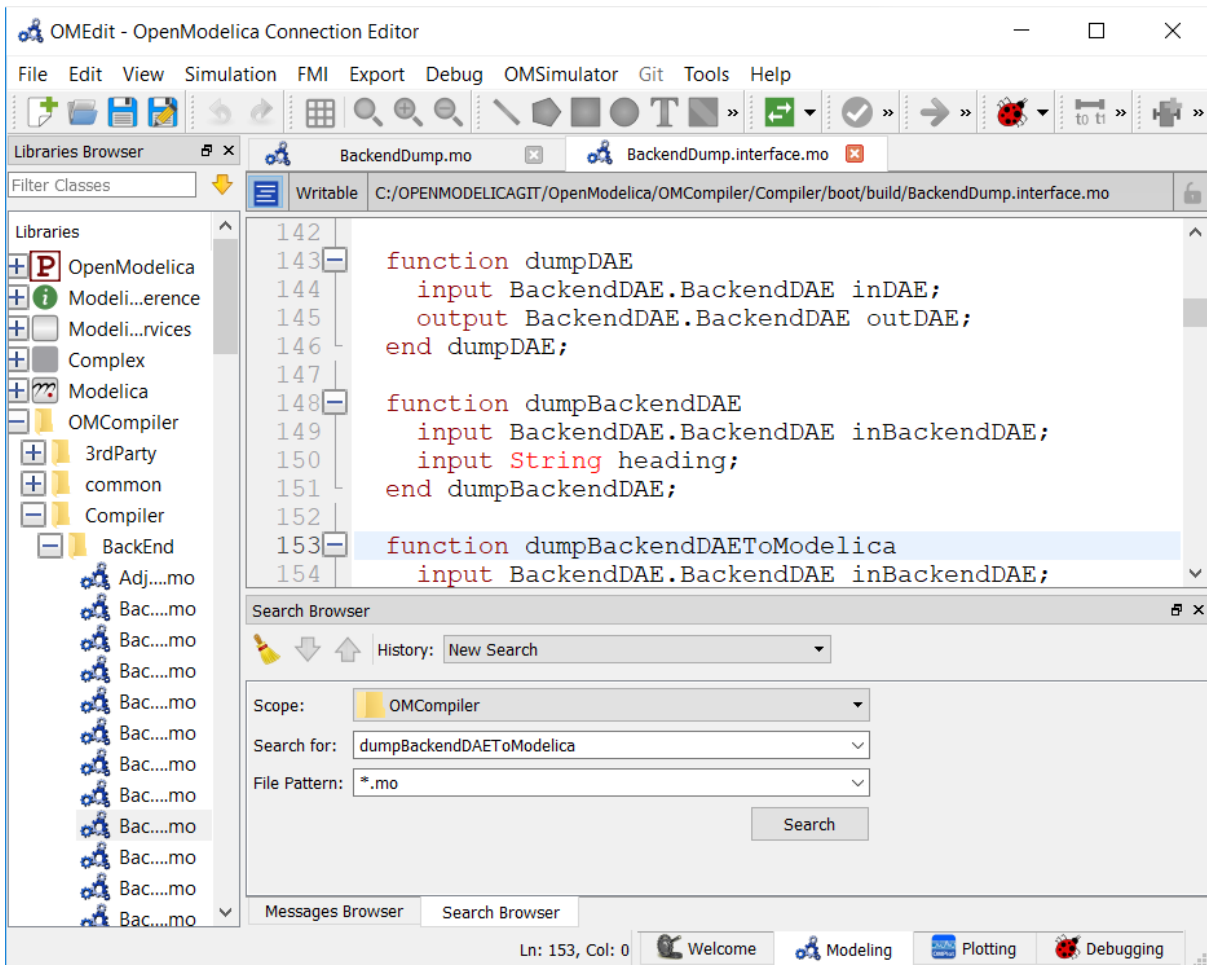 OMEdit - OpenModelica Connection Editor
File Edit View Simulation FMI Export Debug OMSimulator Git Tools Help
T » » » to t1 » »
Libraries Browser
BackendDump.mo BackendDump.interface.mo
Filter Classes
Writable C:/OPENMODELICAGIT/OpenModelica/OMCompiler/Compiler/boot/build/BackendDump.interface.mo
Libraries
P OpenModelica
i Modeli...erence
Modeli...rvices
Complex
m Modelica
OMCompiler
3rdParty
common
Compiler
BackEnd
Adj....mo
Bac....mo
Bac....mo
Bac....mo
Bac....mo
Bac....mo
Bac....mo
Bac....mo
Bac....mo
Bac....mo
Bac....mo
Bac....mo
142
143 function dumpDAE
144 input BackendDAE.BackendDAE inDAE;
145 output BackendDAE.BackendDAE outDAE;
146 end dumpDAE;
147
148 function dumpBackendDAE
149 input BackendDAE.BackendDAE inBackendDAE;
150 input String heading;
151 end dumpBackendDAE;
152
153 function dumpBackendDAEToModelica
154 input BackendDAE.BackendDAE inBackendDAE;
Search Browser
History: New Search
Scope: OMCompiler
Search for: dumpBackendDAEToModelica
File Pattern: *.mo
Search
Messages Browser Search Browser
Ln: 153, Col: 0 Welcome Modeling Plotting Debugging